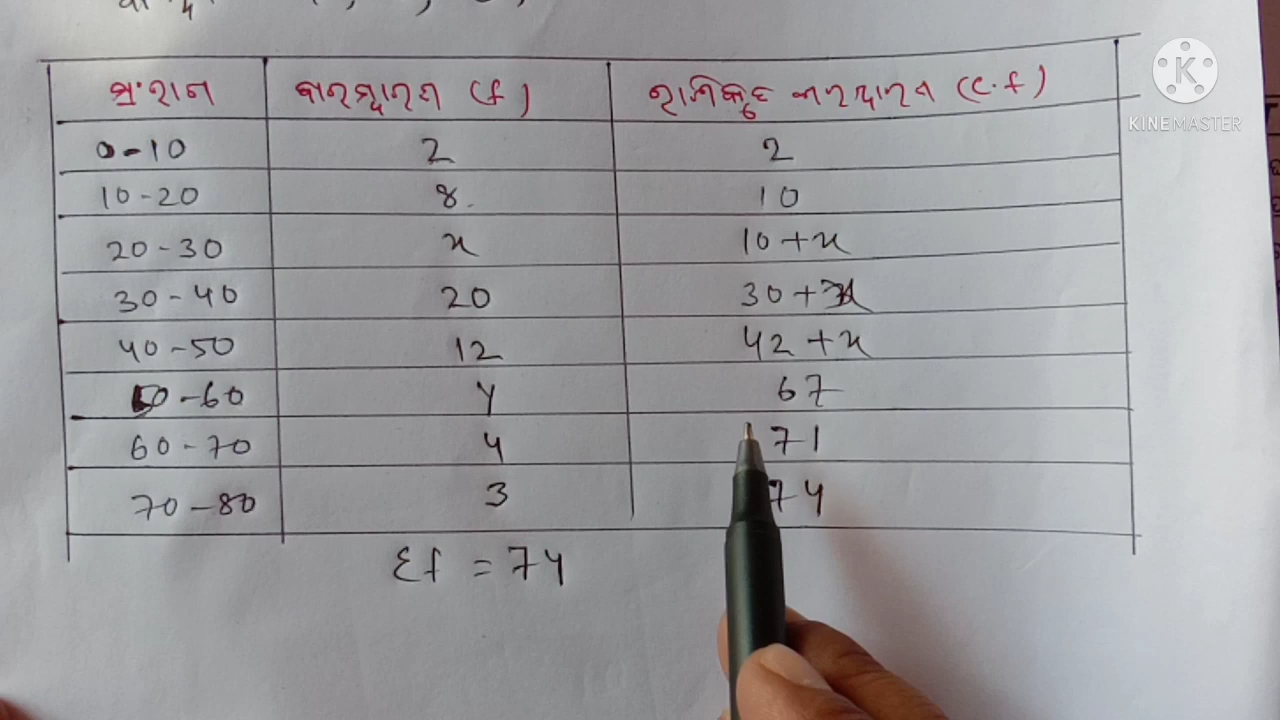 ପ୍ର.ରାନ ବାରମ୍ବାରତା (f) ରାଶିକୃତ ବାରମ୍ବାରତା (c.f)
0-10 2 2
10-20 8 10
20-30 x 10+x
30-40 20 30+x
40-50 12 42+x
50-60 y 67
60-70 4 71
70-80 3 74
Σf = 74
K
KINEMASTER